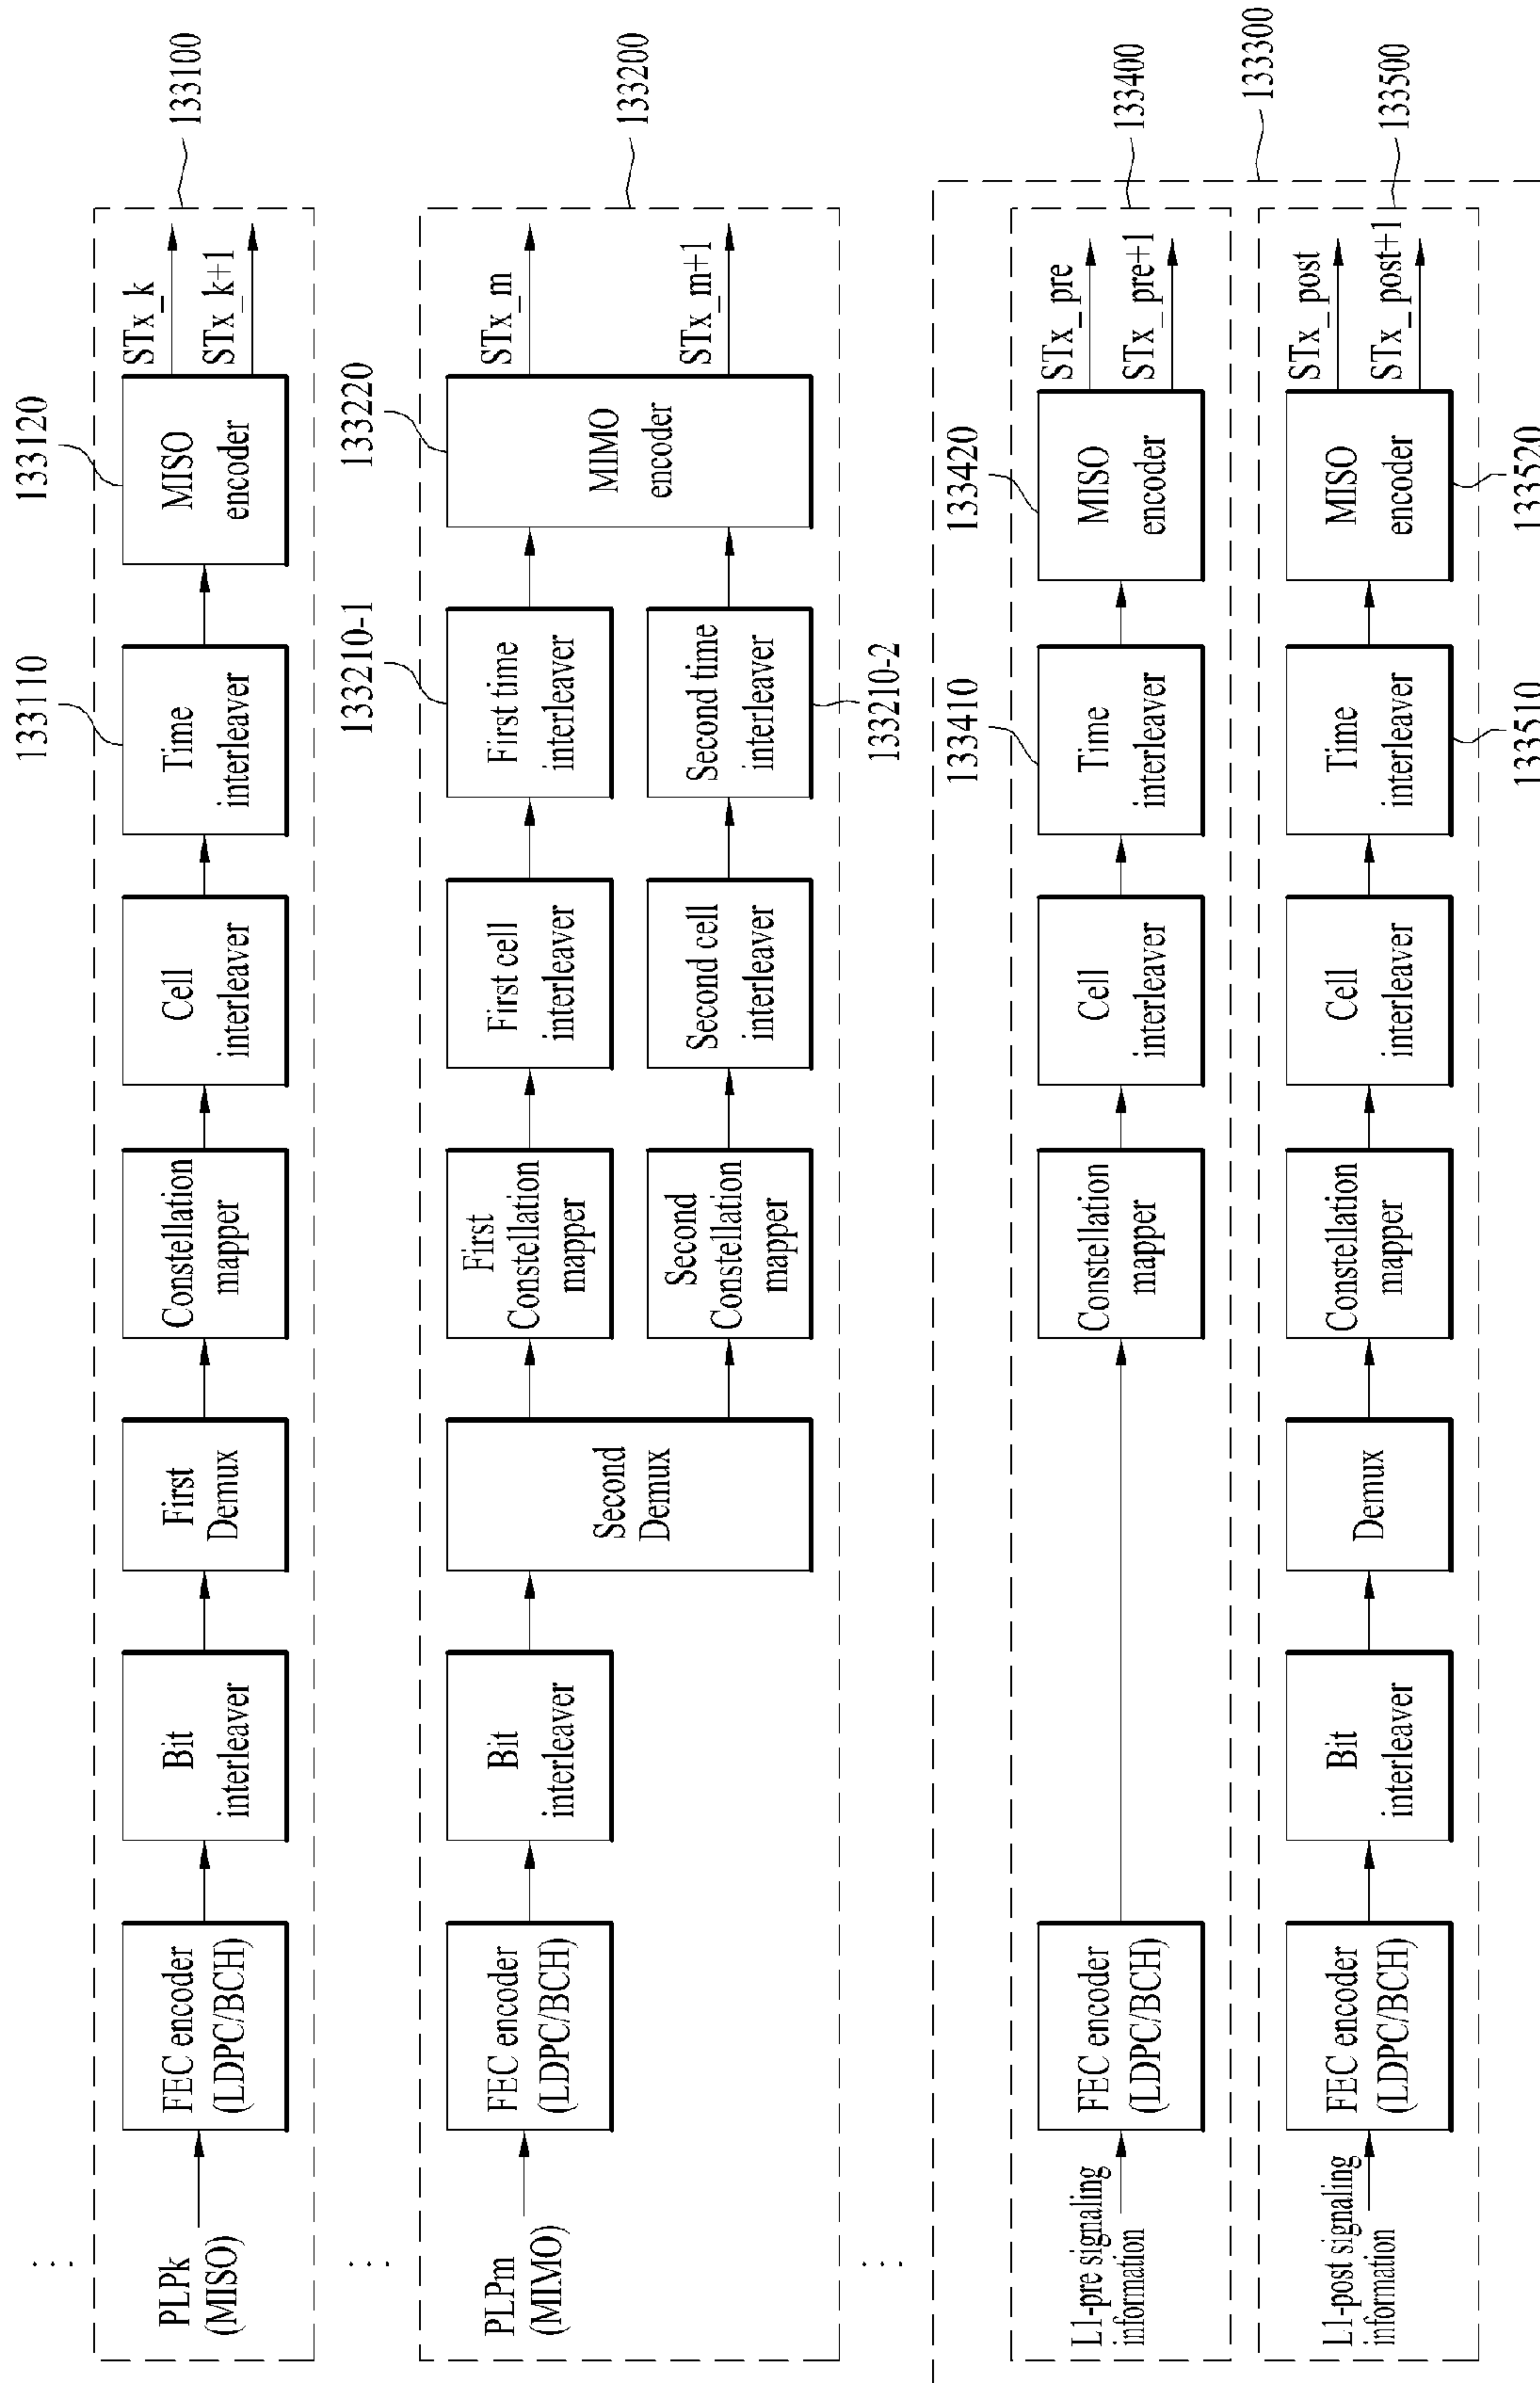 ⋮
PLPk
(MISO)
FEC encoder
(LDPC/BCH)
Bit
interleaver
First
Demux
Constellation
mapper
Cell
interleaver
Time
interleaver
133110
MISO
encoder
133120
STx_k
STx_k+1
133100
⋮
PLPm
(MIMO)
FEC encoder
(LDPC/BCH)
Bit
interleaver
Second
Demux
First
Constellation
mapper
Second
Constellation
mapper
First cell
interleaver
Second cell
interleaver
First time
interleaver
133210-1
Second time
interleaver
133210-2
MIMO
encoder
133220
STx_m
STx_m+1
133200
⋮
L1-pre signaling
information
FEC encoder
(LDPC/BCH)
Constellation
mapper
Cell
interleaver
Time
interleaver
133410
MISO
encoder
133420
STx_pre
STx_pre+1
133400
133300
L1-post signaling
information
FEC encoder
(LDPC/BCH)
Bit
interleaver
Demux
Constellation
mapper
Cell
interleaver
Time
interleaver
133510
MISO
encoder
133520
STx_post
STx_post+1
133500